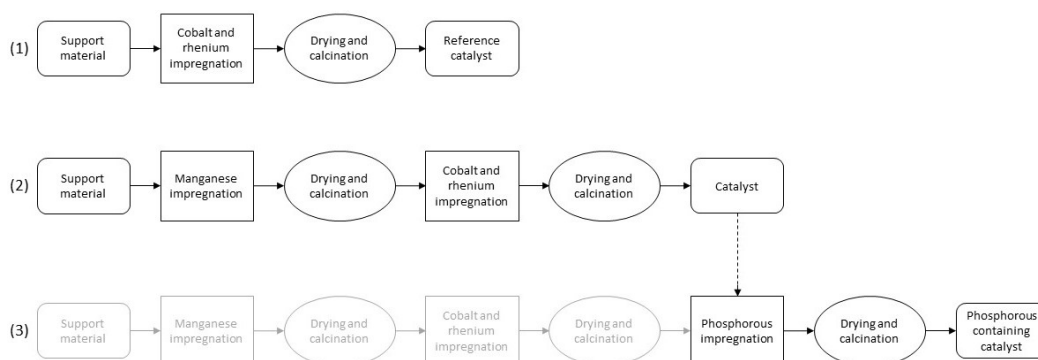 (1)
Support
material
Cobalt and
rhenium
impregnation
Drying and
calcination
Reference
catalyst
(2)
Support
material
Manganese
impregnation
Drying and
calcination
Cobalt and
rhenium
impregnation
Drying and
calcination
Catalyst
(3)
Support
material
Manganese
impregnation
Drying and
calcination
Cobalt and
rhenium
impregnation
Drying and
calcination
Phosphorous
impregnation
Drying and
calcination
Phosphorous
containing
catalyst